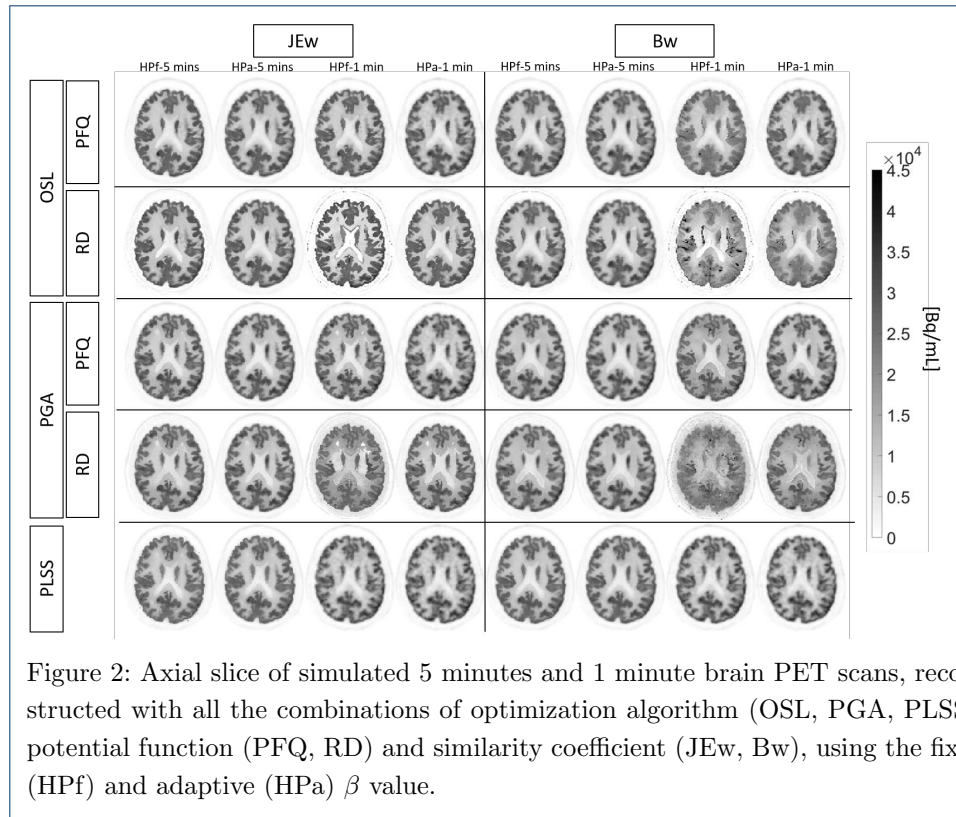 JEw Bw
HPf-5 mins HPa-5 mins HPf-1 min HPa-1 min HPf-5 mins HPa-5 mins HPf-1 min HPa-1 min
OSL
PFQ
RD
PGA
PFQ
RD
PLSS
×10⁴
4.5
4
3.5
3
2.5
2
1.5
1
0.5
0
[Bq/mL]
Figure 2: Axial slice of simulated 5 minutes and 1 minute brain PET scans, reco
structed with all the combinations of optimization algorithm (OSL, PGA, PLSS
potential function (PFQ, RD) and similarity coefficient (JEw, Bw), using the fix
(HPf) and adaptive (HPa) β value.